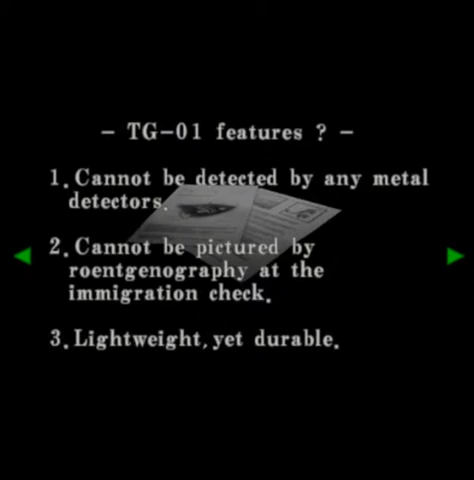 - TG-01 features ? -
1. Cannot be detected by any metal
detectors.
2. Cannot be pictured by
roentgenography at the
immigration check.
3. Lightweight, yet durable.